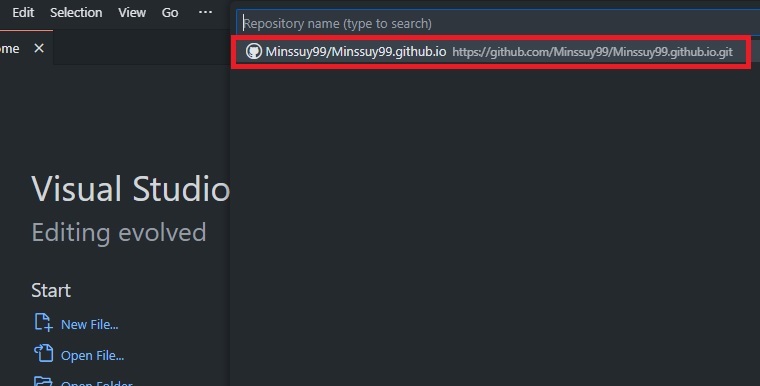 Edit Selection View Go ···
Repository name (type to search)
ome
Minssuy99/Minssuy99.github.io https://github.com/Minssuy99/Minssuy99.github.io.git
Visual Studio
Editing evolved
Start
New File...
Open File...
Open Folder...